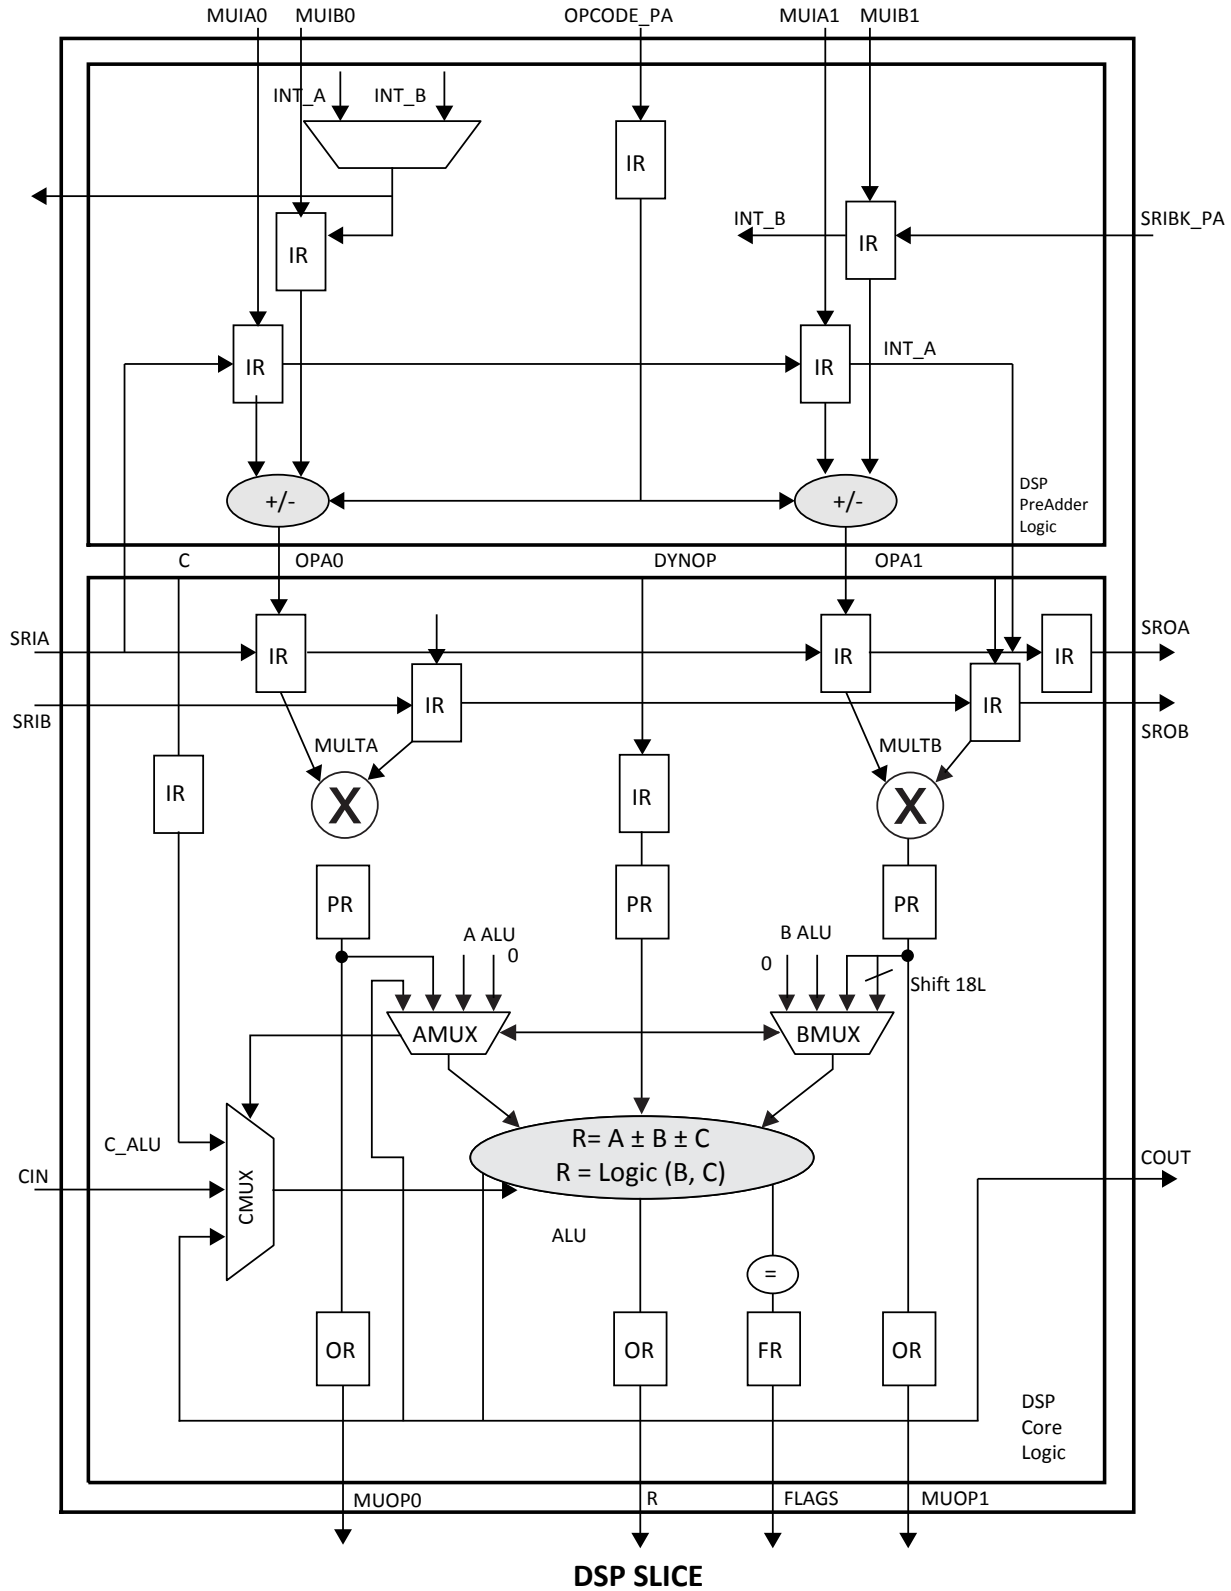 MUIA0
MUIB0
OPCODE_PA
MUIA1
MUIB1
INT_A
INT_B
IR
IR
INT_B
IR
SRIBK_PA
IR
IR
INT_A
+/-
+/-
DSP
PreAdder
Logic
C
OPA0
DYNOP
OPA1
SRIA
IR
IR
IR
SROA
SRIB
IR
IR
SROB
MULTA
MULTB
IR
X
IR
X
PR
PR
PR
A ALU
0
B ALU
0
Shift 18L
AMUX
BMUX
R= A ± B ± C
R = Logic (B, C)
C_ALU
CIN
CMUX
COUT
ALU
=
OR
OR
FR
OR
DSP
Core
Logic
MUOP0
R
FLAGS
MUOP1
DSP SLICE